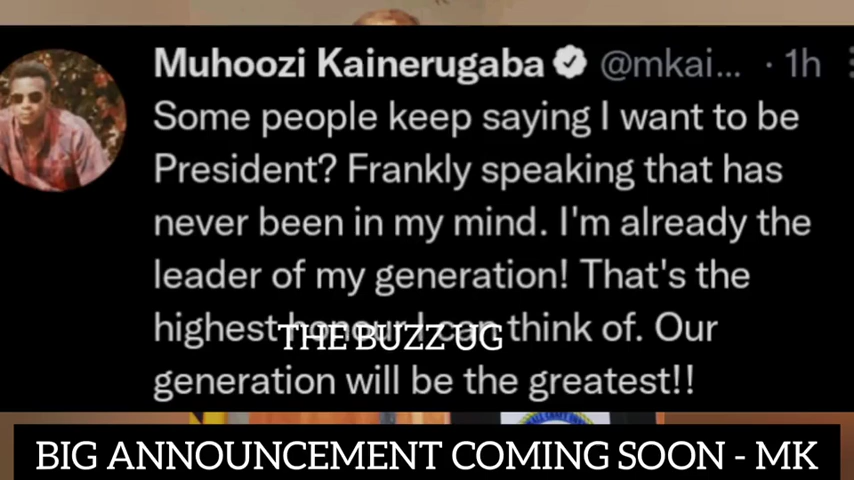 Muhoozi Kainerugaba @mkai... · 1h
Some people keep saying I want to be
President? Frankly speaking that has
never been in my mind. I'm already the
leader of my generation! That's the
highest honour I can think of. Our
THE BUZZ UG
generation will be the greatest!!
BIG ANNOUNCEMENT COMING SOON - MK